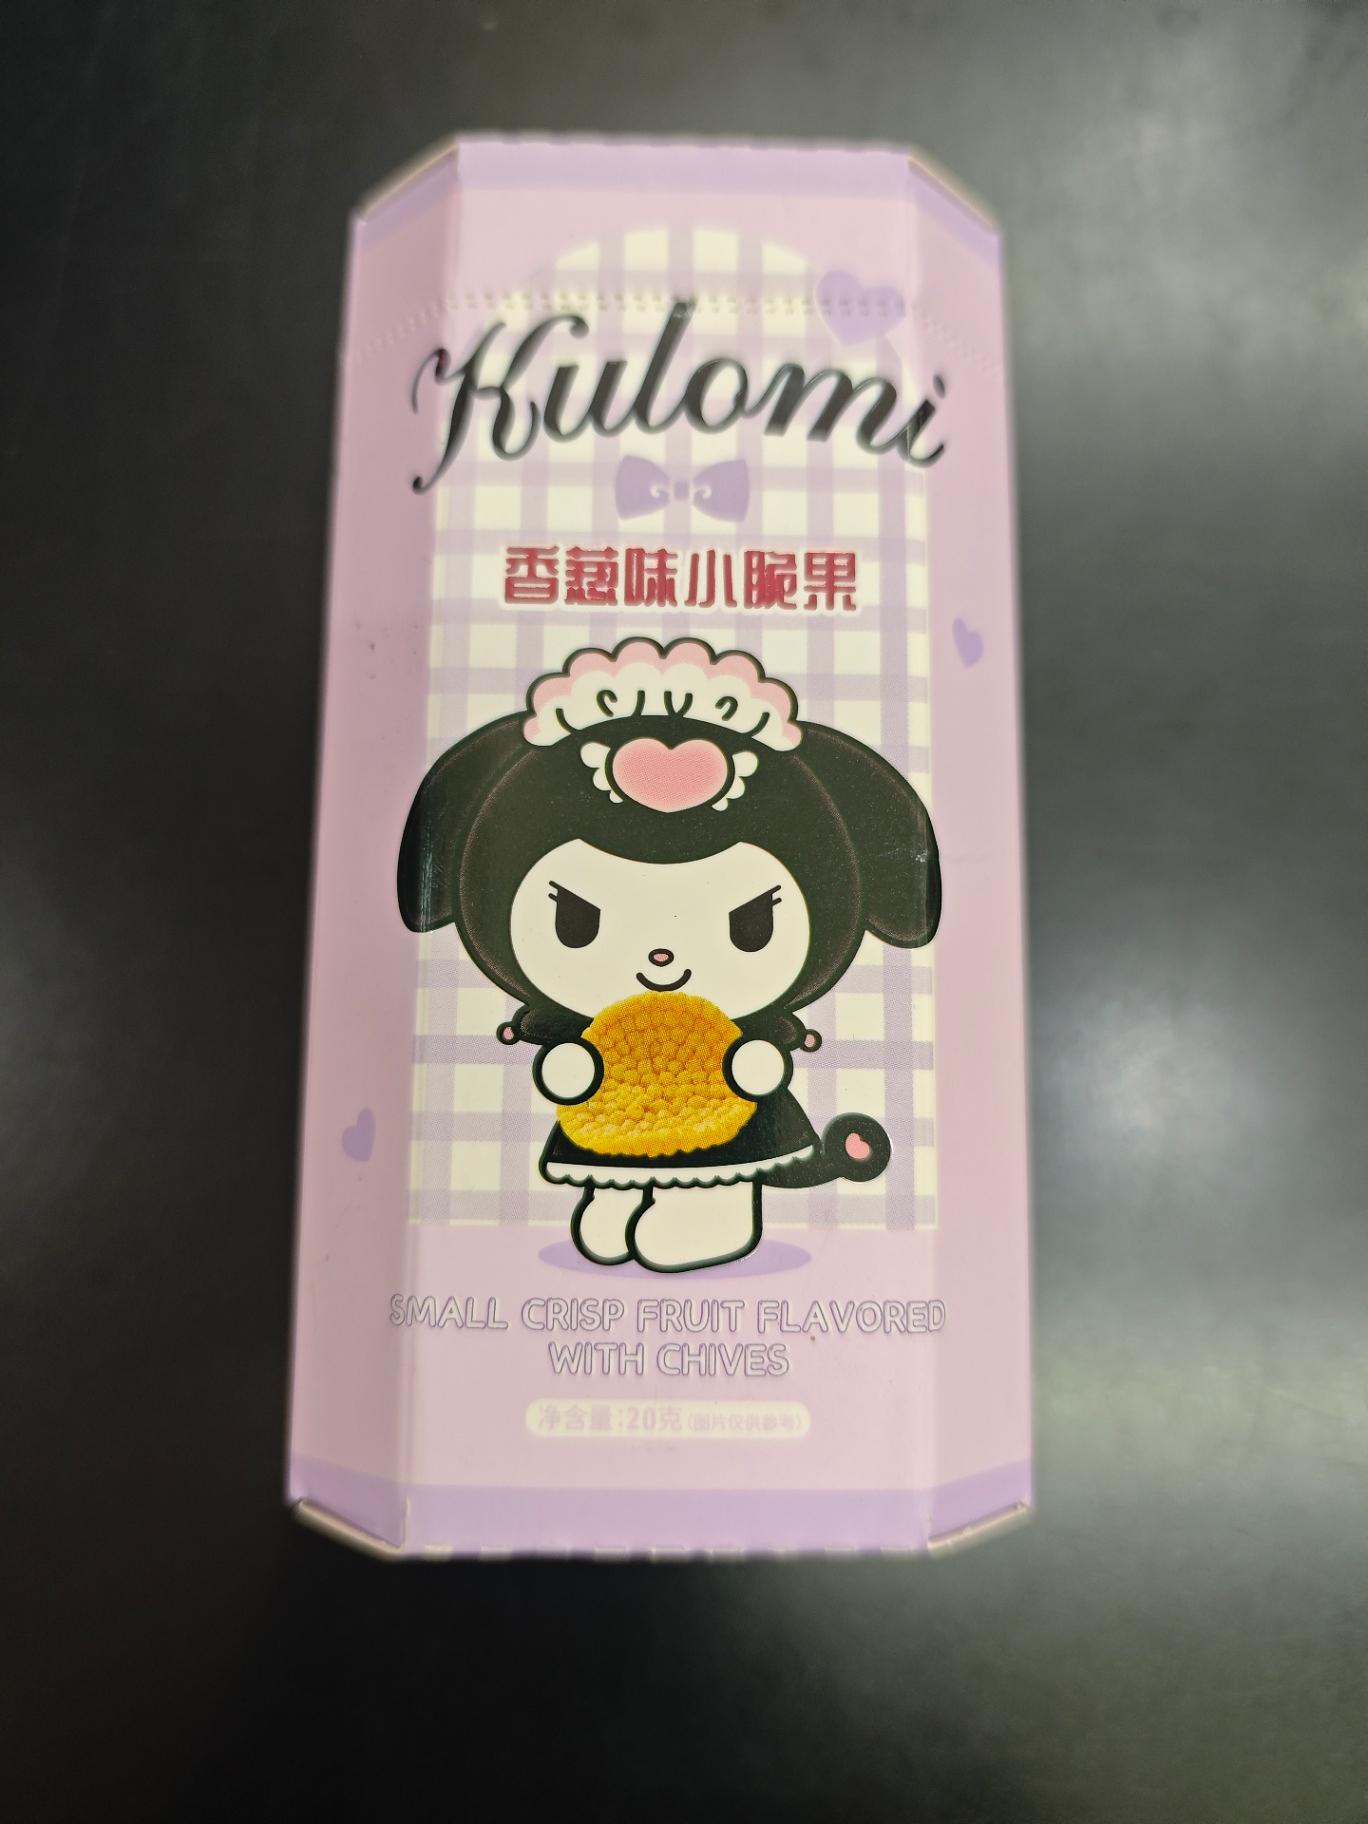 Kulomi
香葱味小脆果
SMALL CRISP FRUIT FLAVORED
WITH CHIVES
净含量:20克(图片仅供参考)